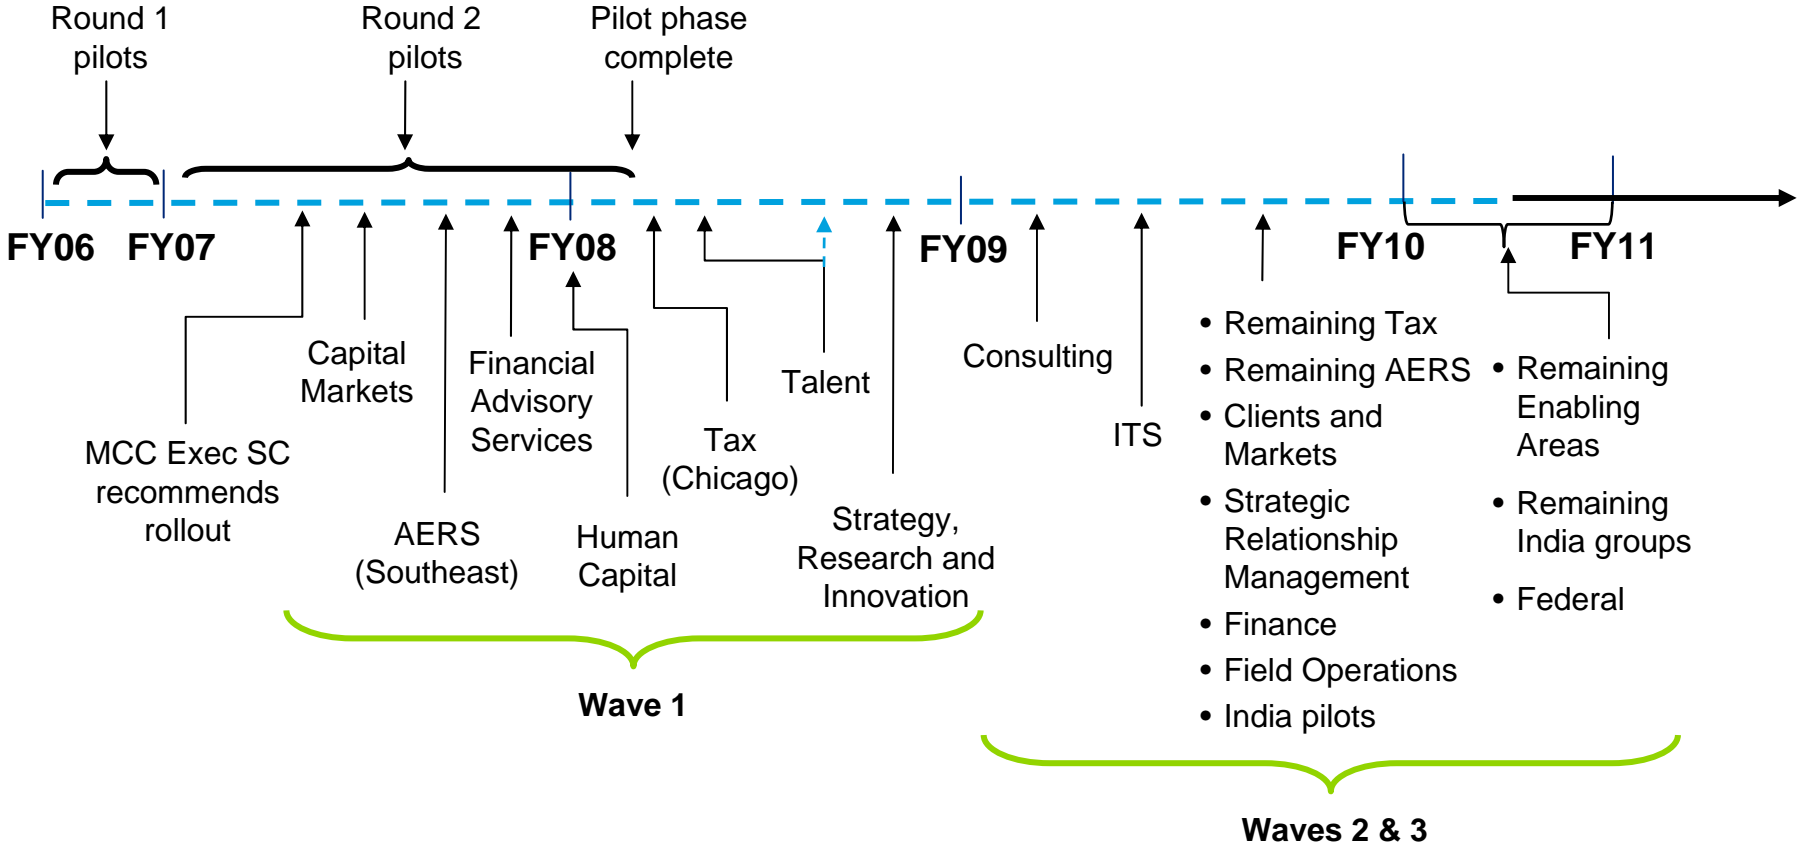 Round 1
pilots
Round 2
pilots
Pilot phase
complete
FY06
FY07
FY08
FY09
FY10
FY11
MCC Exec SC
recommends
rollout
Capital
Markets
AERS
(Southeast)
Financial
Advisory
Services
Human
Capital
Tax
(Chicago)
Talent
Strategy,
Research and
Innovation
Consulting
ITS
• Remaining Tax
• Remaining AERS
• Clients and
Markets
• Strategic
Relationship
Management
• Finance
• Field Operations
• India pilots
• Remaining
Enabling
Areas
• Remaining
India groups
• Federal
Wave 1
Waves 2 & 3